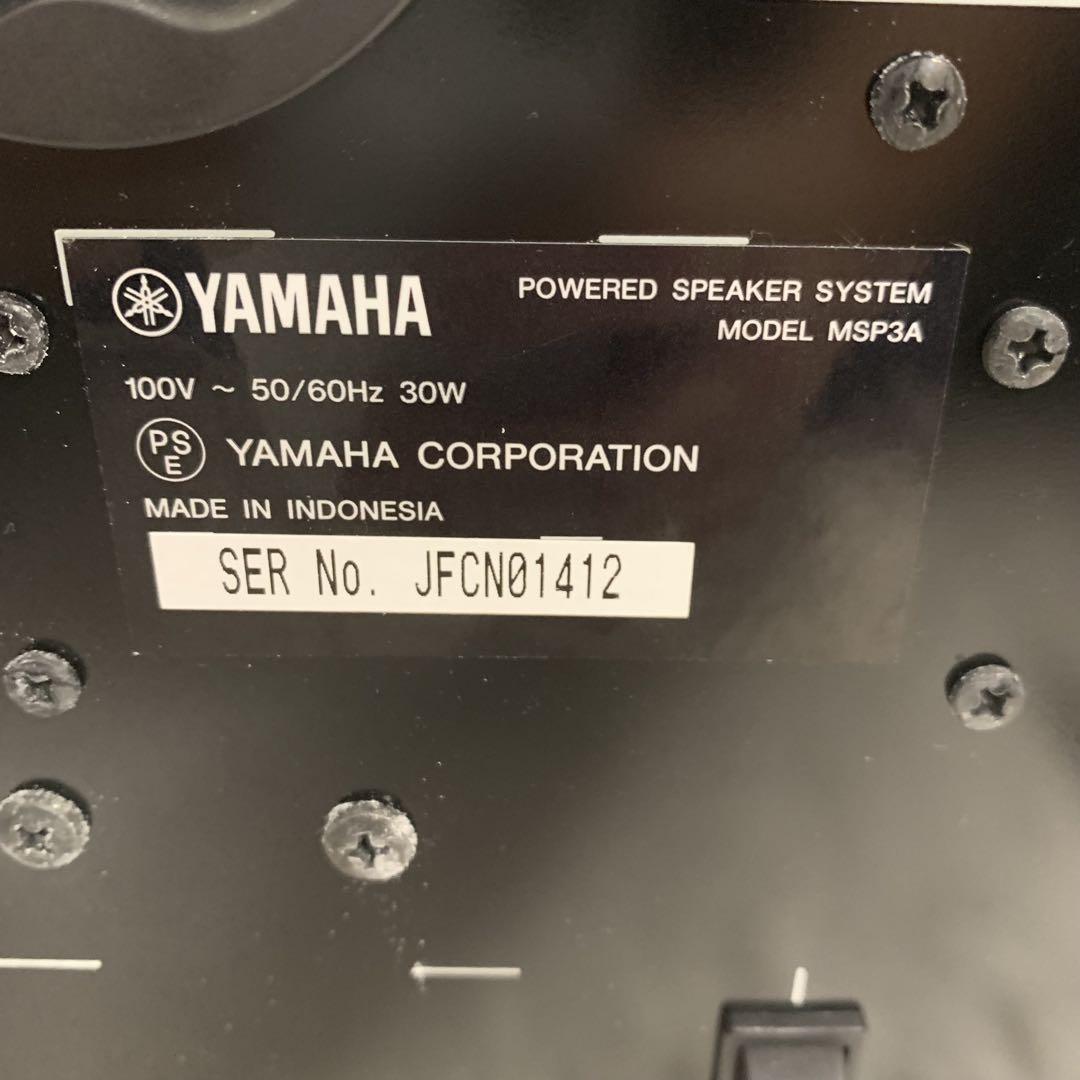 YAMAHA
POWERED SPEAKER SYSTEM
MODEL MSP3A
100V ~ 50/60Hz 30W
PSE YAMAHA CORPORATION
MADE IN INDONESIA
SER No. JFCN01412